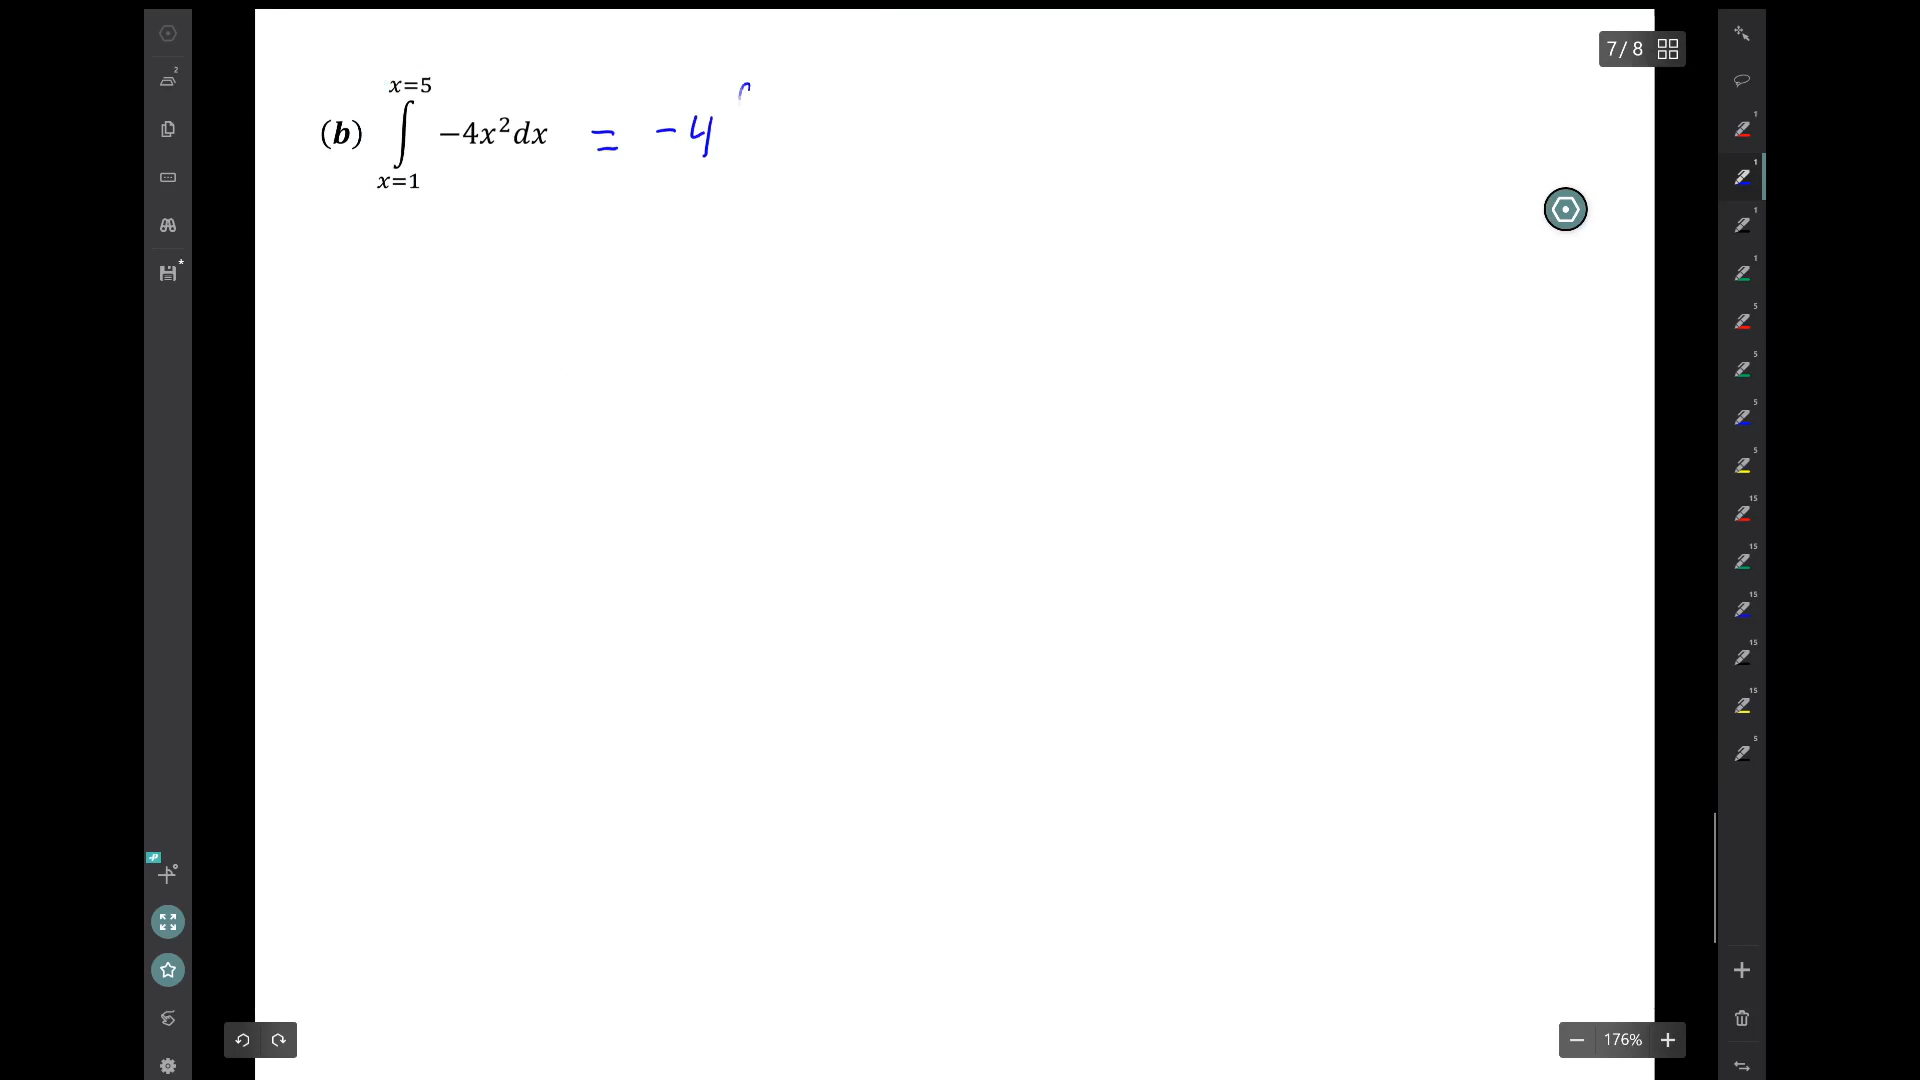 7/ 8
x=5
(b) ∫ −4x²dx = -4
x=1
176%